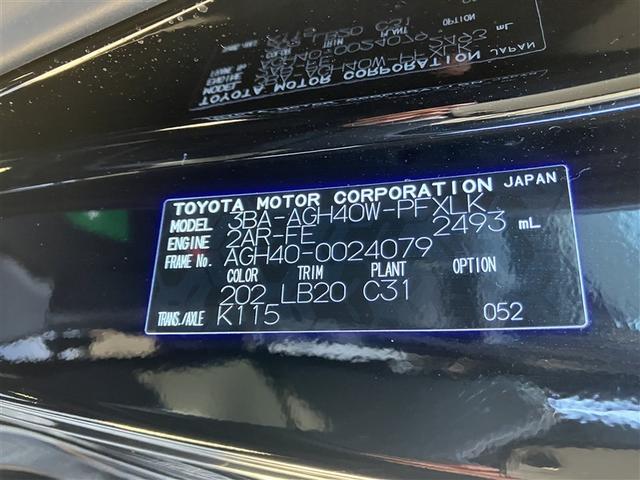 TOYOTA MOTOR CORPORATION JAPAN
MODEL 3BA-AGH40W-PFXLK
ENGINE 2AR-FE 2493 mL
FRAME No. AGH40-0024079
COLOR TRIM PLANT OPTION
202 LB20 C31
TRANS./AXLE K115 052